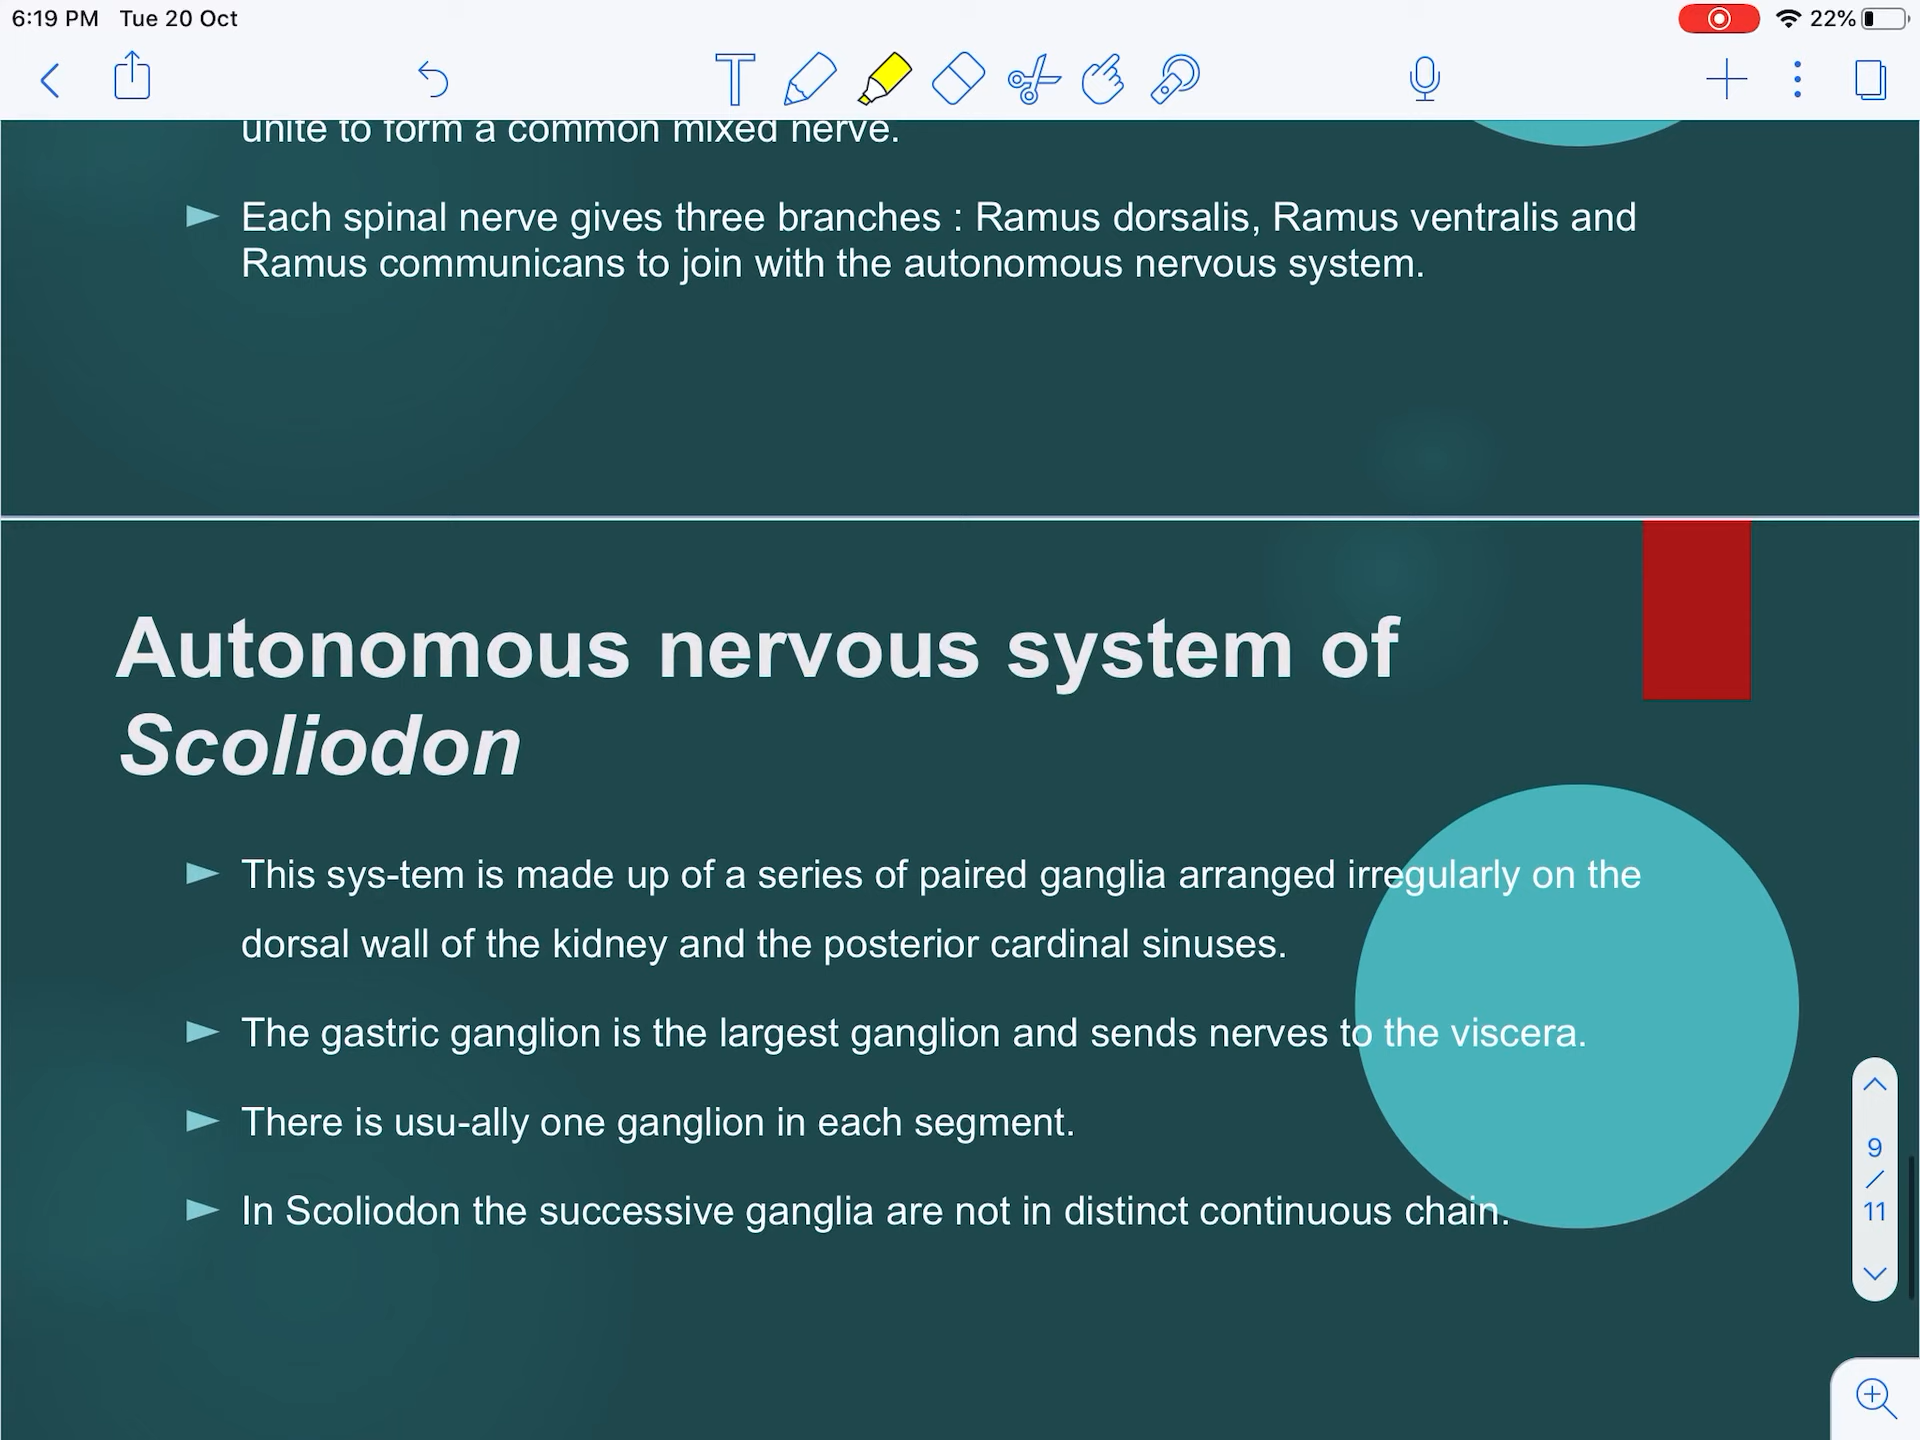 6:19 PM Tue 20 Oct
22%
unite to form a common mixed nerve.
Each spinal nerve gives three branches : Ramus dorsalis, Ramus ventralis and
Ramus communicans to join with the autonomous nervous system.
Autonomous nervous system of
Scoliodon
This sys-tem is made up of a series of paired ganglia arranged irregularly on the
dorsal wall of the kidney and the posterior cardinal sinuses.
The gastric ganglion is the largest ganglion and sends nerves to the viscera.
There is usu-ally one ganglion in each segment.
In Scoliodon the successive ganglia are not in distinct continuous chain.
9
/
11